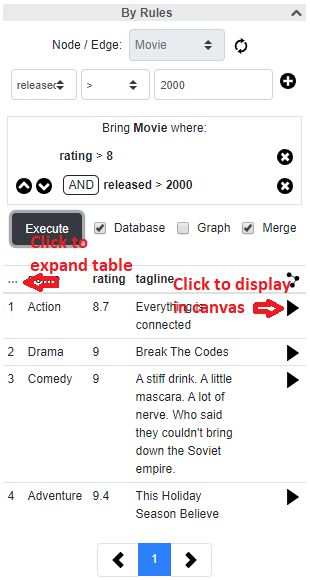 By Rules
Node / Edge: Movie
released > 2000
Bring Movie where:
rating > 8
AND released > 2000
Execute Database Graph Merge
Click to
expand table
... rating tagline
Click to display
in canvas
1 Action 8.7 Everything is
connected
2 Drama 9 Break The Codes
3 Comedy 9 A stiff drink. A little
mascara. A lot of
nerve. Who said
they couldn't bring
down the Soviet
empire.
4 Adventure 9.4 This Holiday
Season Believe
1